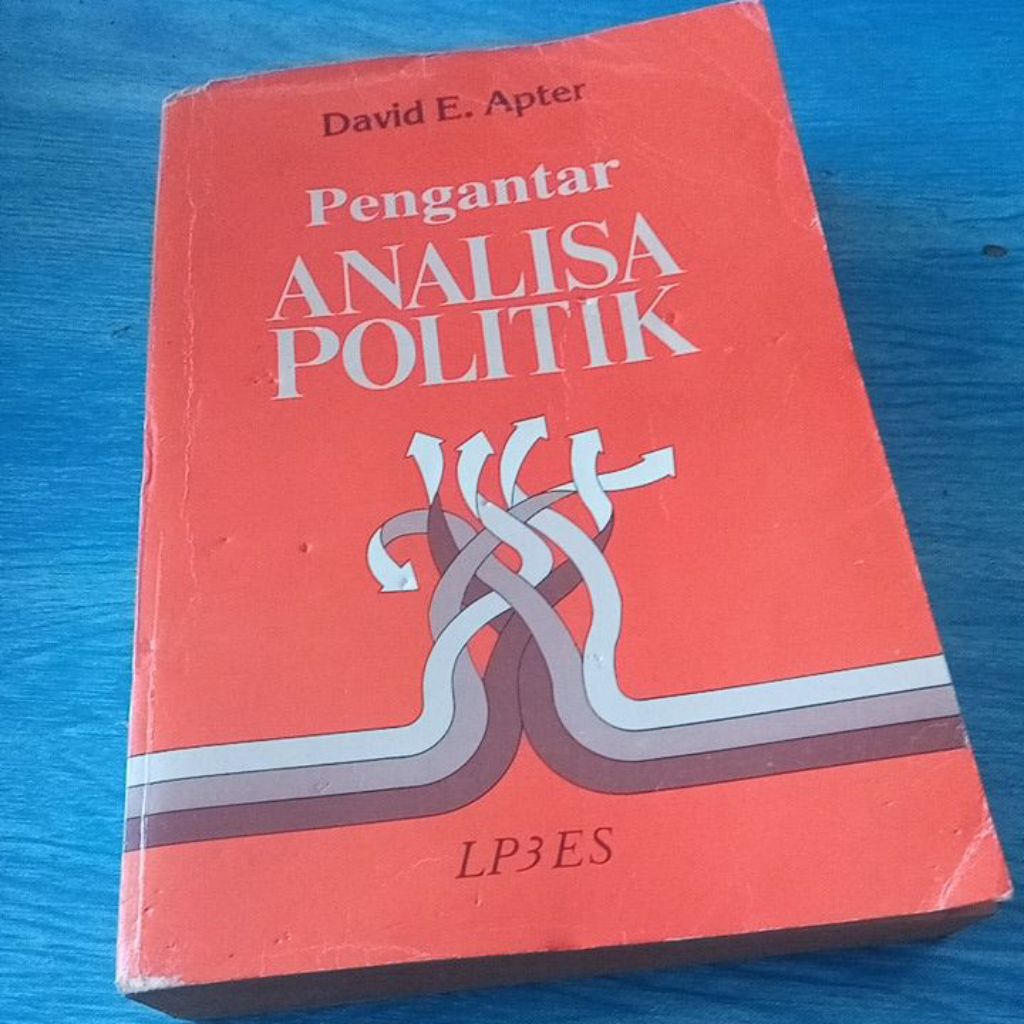 David E. Apter
Pengantar
ANALISA
POLITIK
LP3ES